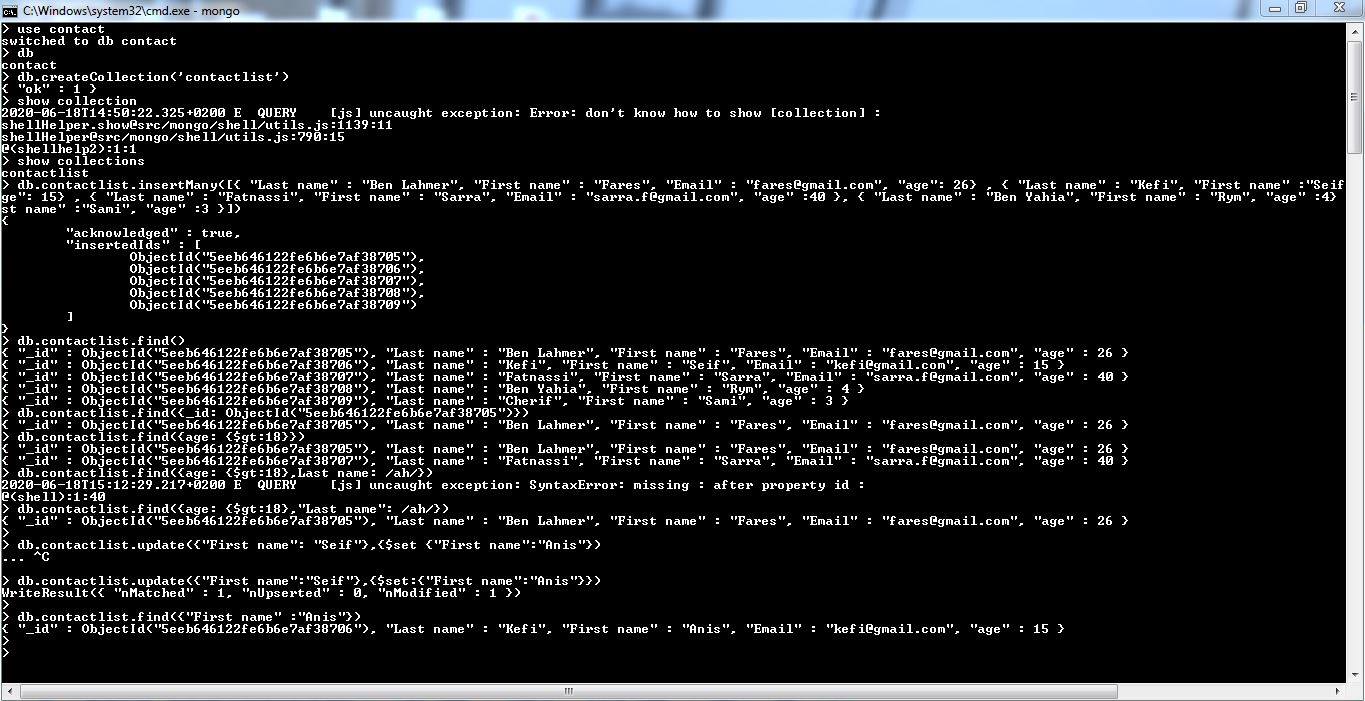 C:\Windows\system32\cmd.exe - mongo
> use contact
switched to db contact
> db
contact
> db.createCollection('contactlist')
{ "ok" : 1 }
> show collection
2020-06-18T14:50:22.325+0200 E  QUERY    [js] uncaught exception: Error: don't know how to show [collection] :
shellHelper.show@src/mongo/shell/utils.js:1139:11
shellHelper@src/mongo/shell/utils.js:790:15
@(shellhelp2):1:1
> show collections
contactlist
> db.contactlist.insertMany([{ "Last name" : "Ben Lahmer", "First name" : "Fares", "Email" : "fares@gmail.com", "age": 26} , { "Last name" : "Kefi", "First name" :"Seif
ge": 15} , { "Last name" : "Fatnassi", "First name" : "Sarra", "Email" : "sarra.f@gmail.com", "age" :40 }, { "Last name" : "Ben Yahia", "First name" : "Rym", "age" :4}
st name" :"Sami", "age" :3 }])
{
        "acknowledged" : true,
        "insertedIds" : [
                ObjectId("5eeb646122fe6b6e7af38705"),
                ObjectId("5eeb646122fe6b6e7af38706"),
                ObjectId("5eeb646122fe6b6e7af38707"),
                ObjectId("5eeb646122fe6b6e7af38708"),
                ObjectId("5eeb646122fe6b6e7af38709")
        ]
}
> db.contactlist.find()
{ "_id" : ObjectId("5eeb646122fe6b6e7af38705"), "Last name" : "Ben Lahmer", "First name" : "Fares", "Email" : "fares@gmail.com", "age" : 26 }
{ "_id" : ObjectId("5eeb646122fe6b6e7af38706"), "Last name" : "Kefi", "First name" : "Seif", "Email" : "kefi@gmail.com", "age" : 15 }
{ "_id" : ObjectId("5eeb646122fe6b6e7af38707"), "Last name" : "Fatnassi", "First name" : "Sarra", "Email" : "sarra.f@gmail.com", "age" : 40 }
{ "_id" : ObjectId("5eeb646122fe6b6e7af38708"), "Last name" : "Ben Yahia", "First name" : "Rym", "age" : 4 }
{ "_id" : ObjectId("5eeb646122fe6b6e7af38709"), "Last name" : "Cherif", "First name" : "Sami", "age" : 3 }
> db.contactlist.find({_id: ObjectId("5eeb646122fe6b6e7af38705")})
{ "_id" : ObjectId("5eeb646122fe6b6e7af38705"), "Last name" : "Ben Lahmer", "First name" : "Fares", "Email" : "fares@gmail.com", "age" : 26 }
> db.contactlist.find({age: {$gt:18}})
{ "_id" : ObjectId("5eeb646122fe6b6e7af38705"), "Last name" : "Ben Lahmer", "First name" : "Fares", "Email" : "fares@gmail.com", "age" : 26 }
{ "_id" : ObjectId("5eeb646122fe6b6e7af38707"), "Last name" : "Fatnassi", "First name" : "Sarra", "Email" : "sarra.f@gmail.com", "age" : 40 }
> db.contactlist.find({age: {$gt:18},Last name: /ah/})
2020-06-18T15:12:29.217+0200 E  QUERY    [js] uncaught exception: SyntaxError: missing : after property id :
@(shell):1:40
> db.contactlist.find({age: {$gt:18},"Last name": /ah/})
{ "_id" : ObjectId("5eeb646122fe6b6e7af38705"), "Last name" : "Ben Lahmer", "First name" : "Fares", "Email" : "fares@gmail.com", "age" : 26 }
>
> db.contactlist.update({"First name": "Seif"},{$set {"First name":"Anis"})
... ^C
> db.contactlist.update({"First name":"Seif"},{$set:{"First name":"Anis"}})
WriteResult({ "nMatched" : 1, "nUpserted" : 0, "nModified" : 1 })
>
> db.contactlist.find({"First name" :"Anis"})
{ "_id" : ObjectId("5eeb646122fe6b6e7af38706"), "Last name" : "Kefi", "First name" : "Anis", "Email" : "kefi@gmail.com", "age" : 15 }
>
>